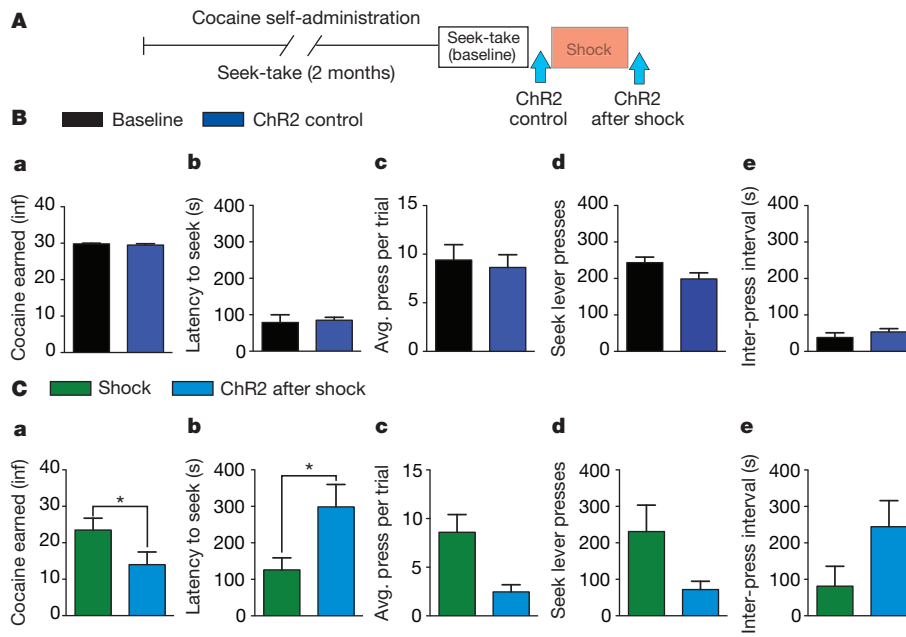 A
Cocaine self-administration
Seek-take (2 months)
Seek-take
(baseline)
Shock
ChR2
control
ChR2
after shock
B
Baseline
ChR2 control
a
Cocaine earned (inf)
40
30
20
10
0
b
Latency to seek (s)
400
300
200
100
0
c
Avg. press per trial
15
10
5
0
d
Seek lever presses
400
300
200
100
0
e
Inter-press interval (s)
400
300
200
100
0
C
Shock
ChR2 after shock
a
Cocaine earned (inf)
40
30
20
10
0
*
b
Latency to seek (s)
400
300
200
100
0
*
c
Avg. press per trial
15
10
5
0
d
Seek lever presses
400
300
200
100
0
e
Inter-press interval (s)
400
300
200
100
0